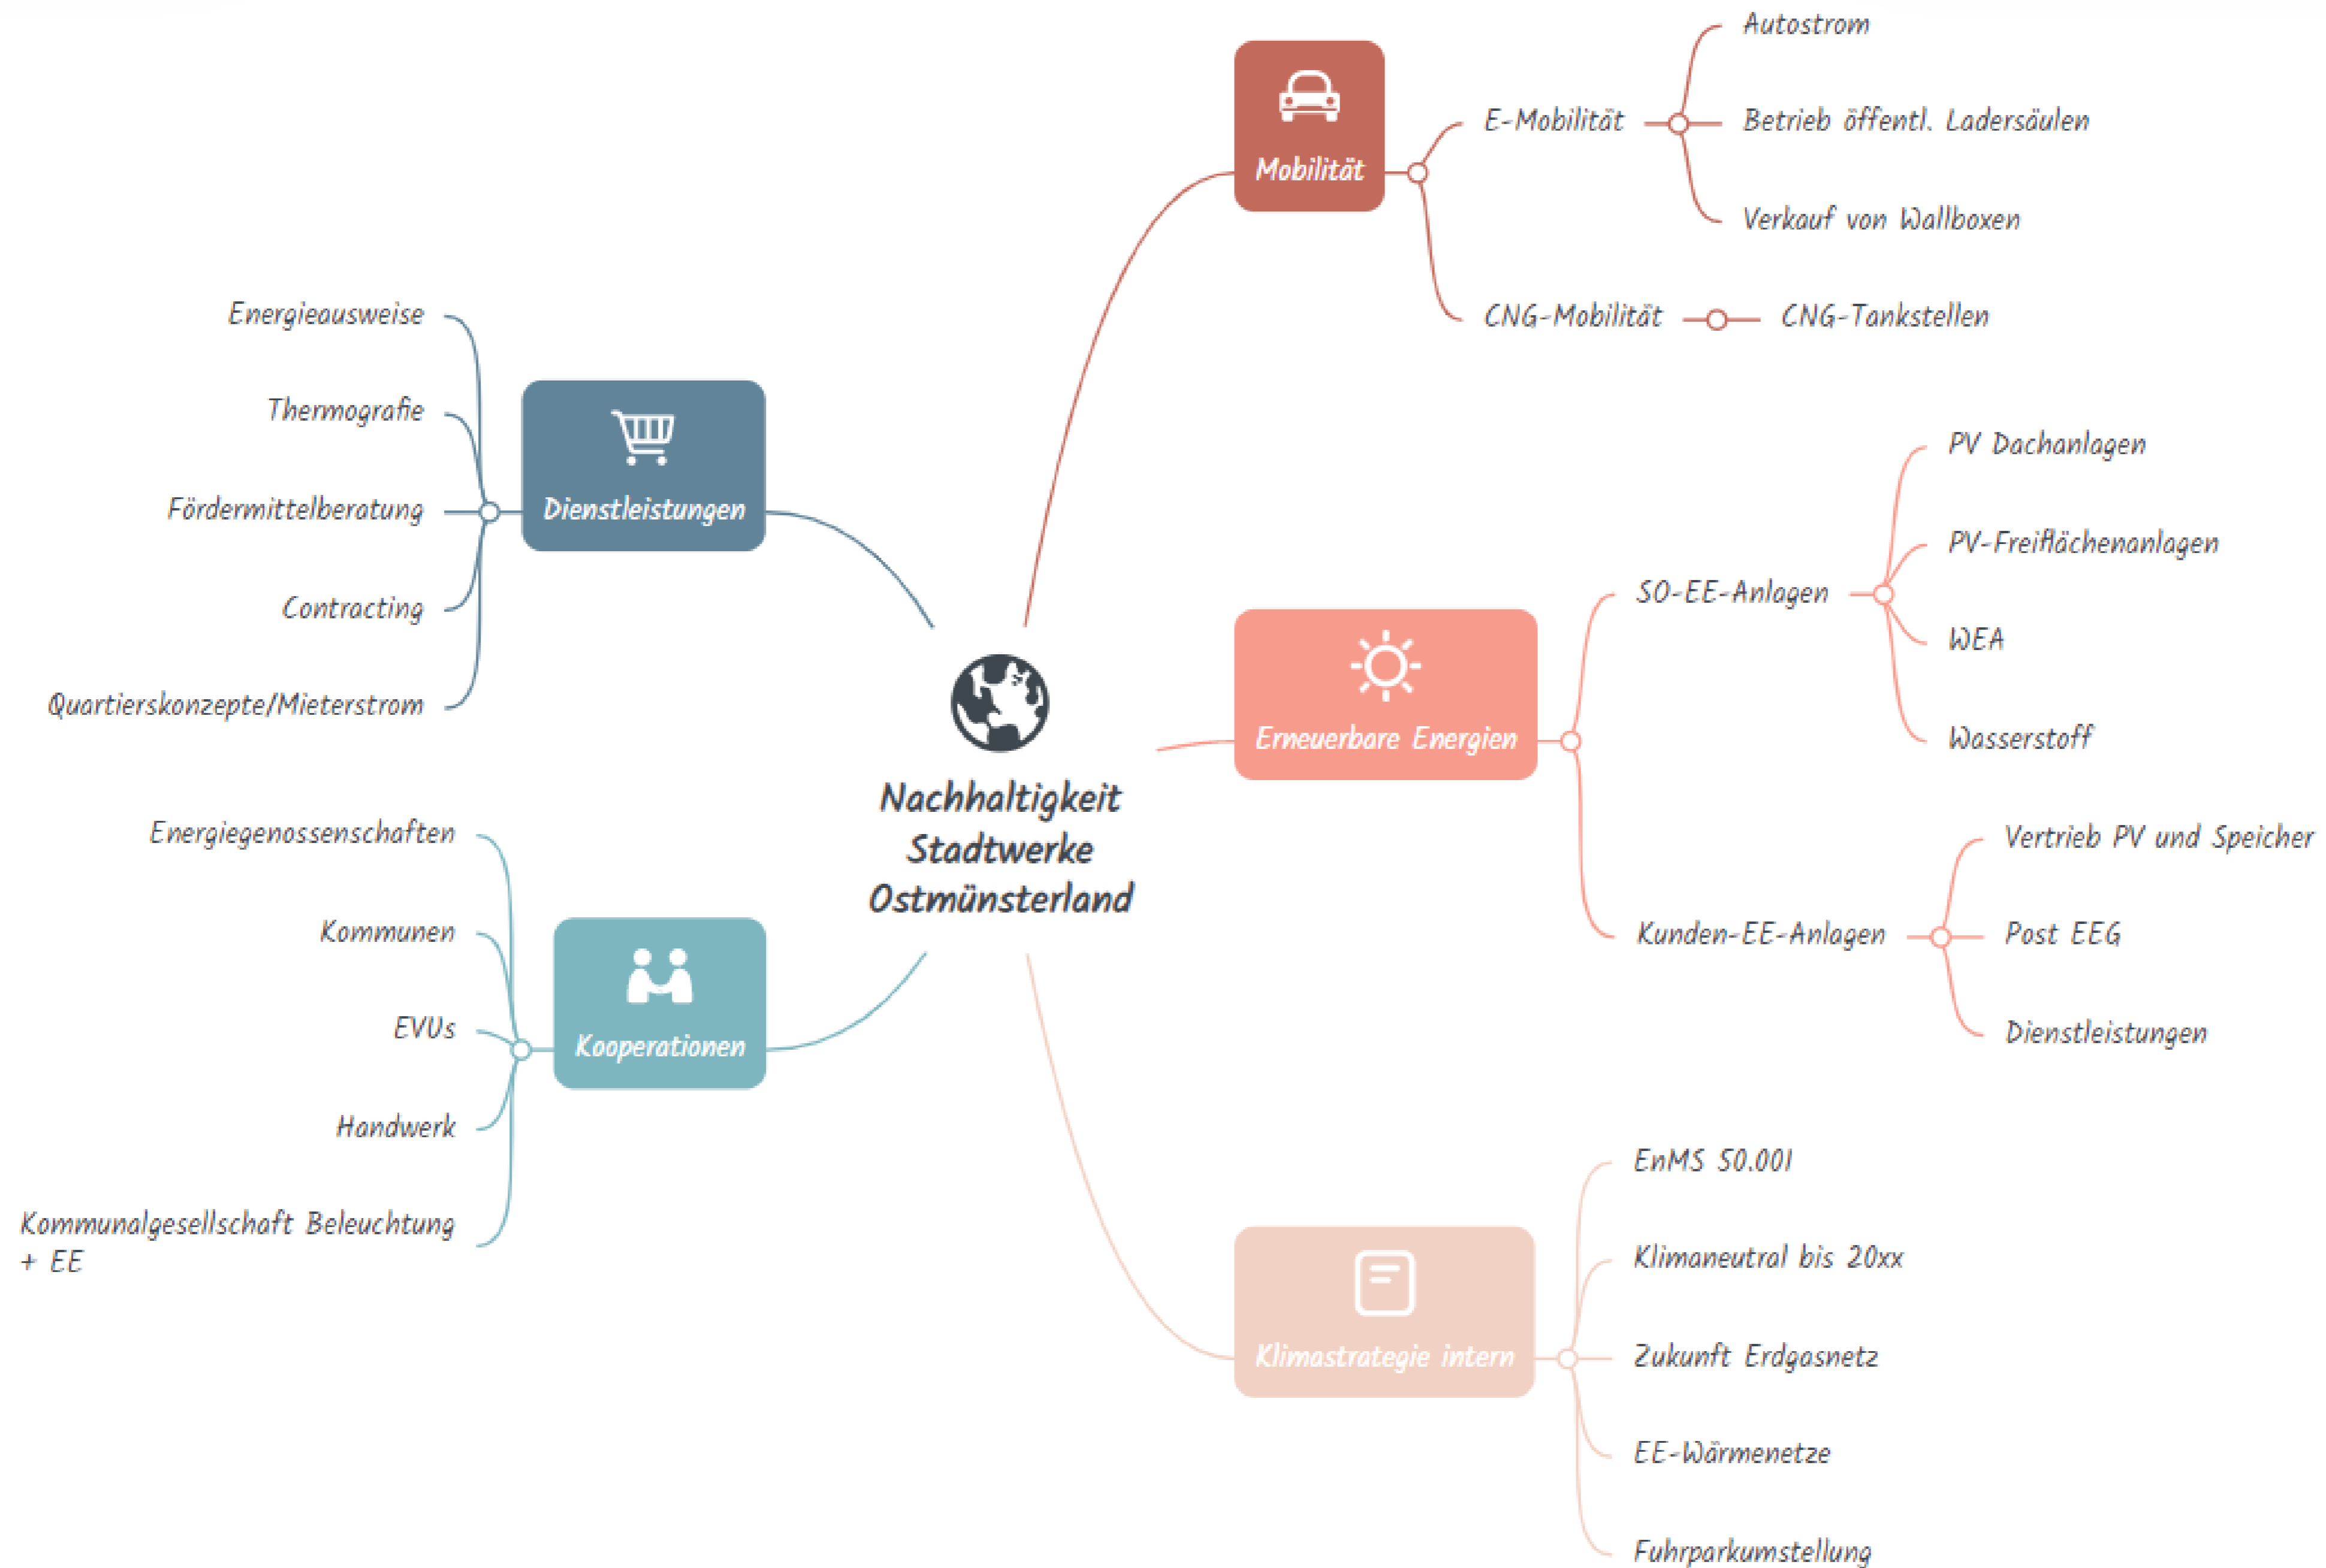 Nachhaltigkeit
Stadtwerke
Ostmünsterland
Mobilität
E-Mobilität
Autostrom
Betrieb öffentl. Ladersäulen
Verkauf von Wallboxen
CNG-Mobilität
CNG-Tankstellen
Erneuerbare Energien
SO-EE-Anlagen
PV Dachanlagen
PV-Freiflächenanlagen
WEA
Wasserstoff
Kunden-EE-Anlagen
Vertrieb PV und Speicher
Post EEG
Dienstleistungen
Klimastrategie intern
EnMS 50.001
Klimaneutral bis 20xx
Zukunft Erdgasnetz
EE-Wärmenetze
Fuhrparkumstellung
Dienstleistungen
Energieausweise
Thermografie
Fördermittelberatung
Contracting
Quartierskonzepte/Mieterstrom
Kooperationen
Energiegenossenschaften
Kommunen
EVUs
Handwerk
Kommunalgesellschaft Beleuchtung
+ EE